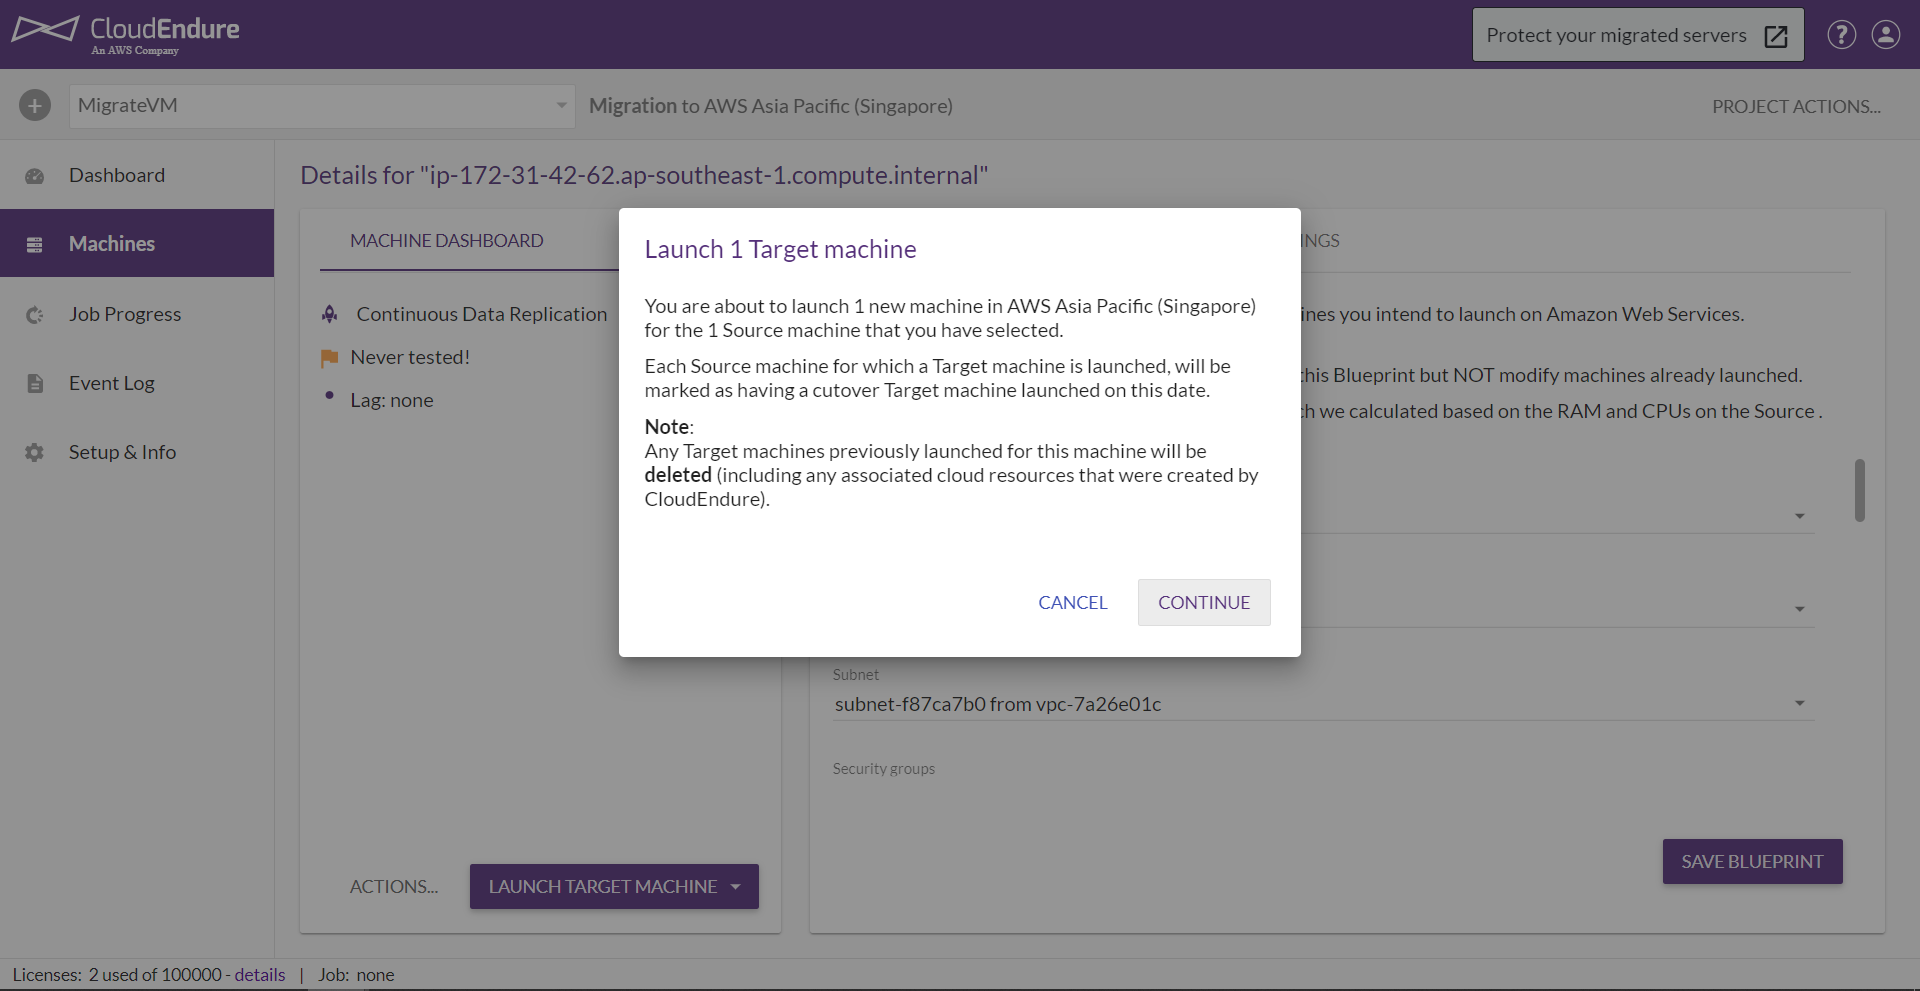 CloudEndure
An AWS Company
Protect your migrated servers
?
MigrateVM
Migration to AWS Asia Pacific (Singapore)
PROJECT ACTIONS...
Dashboard
Machines
Job Progress
Event Log
Setup & Info
Details for "ip-172-31-42-62.ap-southeast-1.compute.internal"
MACHINE DASHBOARD
Continuous Data Replication
Never tested!
Lag: none
ACTIONS...
LAUNCH TARGET MACHINE
Launch 1 Target machine
You are about to launch 1 new machine in AWS Asia Pacific (Singapore)
for the 1 Source machine that you have selected.
Each Source machine for which a Target machine is launched, will be
marked as having a cutover Target machine launched on this date.
Note:
Any Target machines previously launched for this machine will be
deleted (including any associated cloud resources that were created by
CloudEndure).
CANCEL
CONTINUE
you intend to launch on Amazon Web Services.
this Blueprint but NOT modify machines already launched.
we calculated based on the RAM and CPUs on the Source .
Subnet
subnet-f87ca7b0 from vpc-7a26e01c
Security groups
SAVE BLUEPRINT
Licenses: 2 used of 100000 - details | Job: none